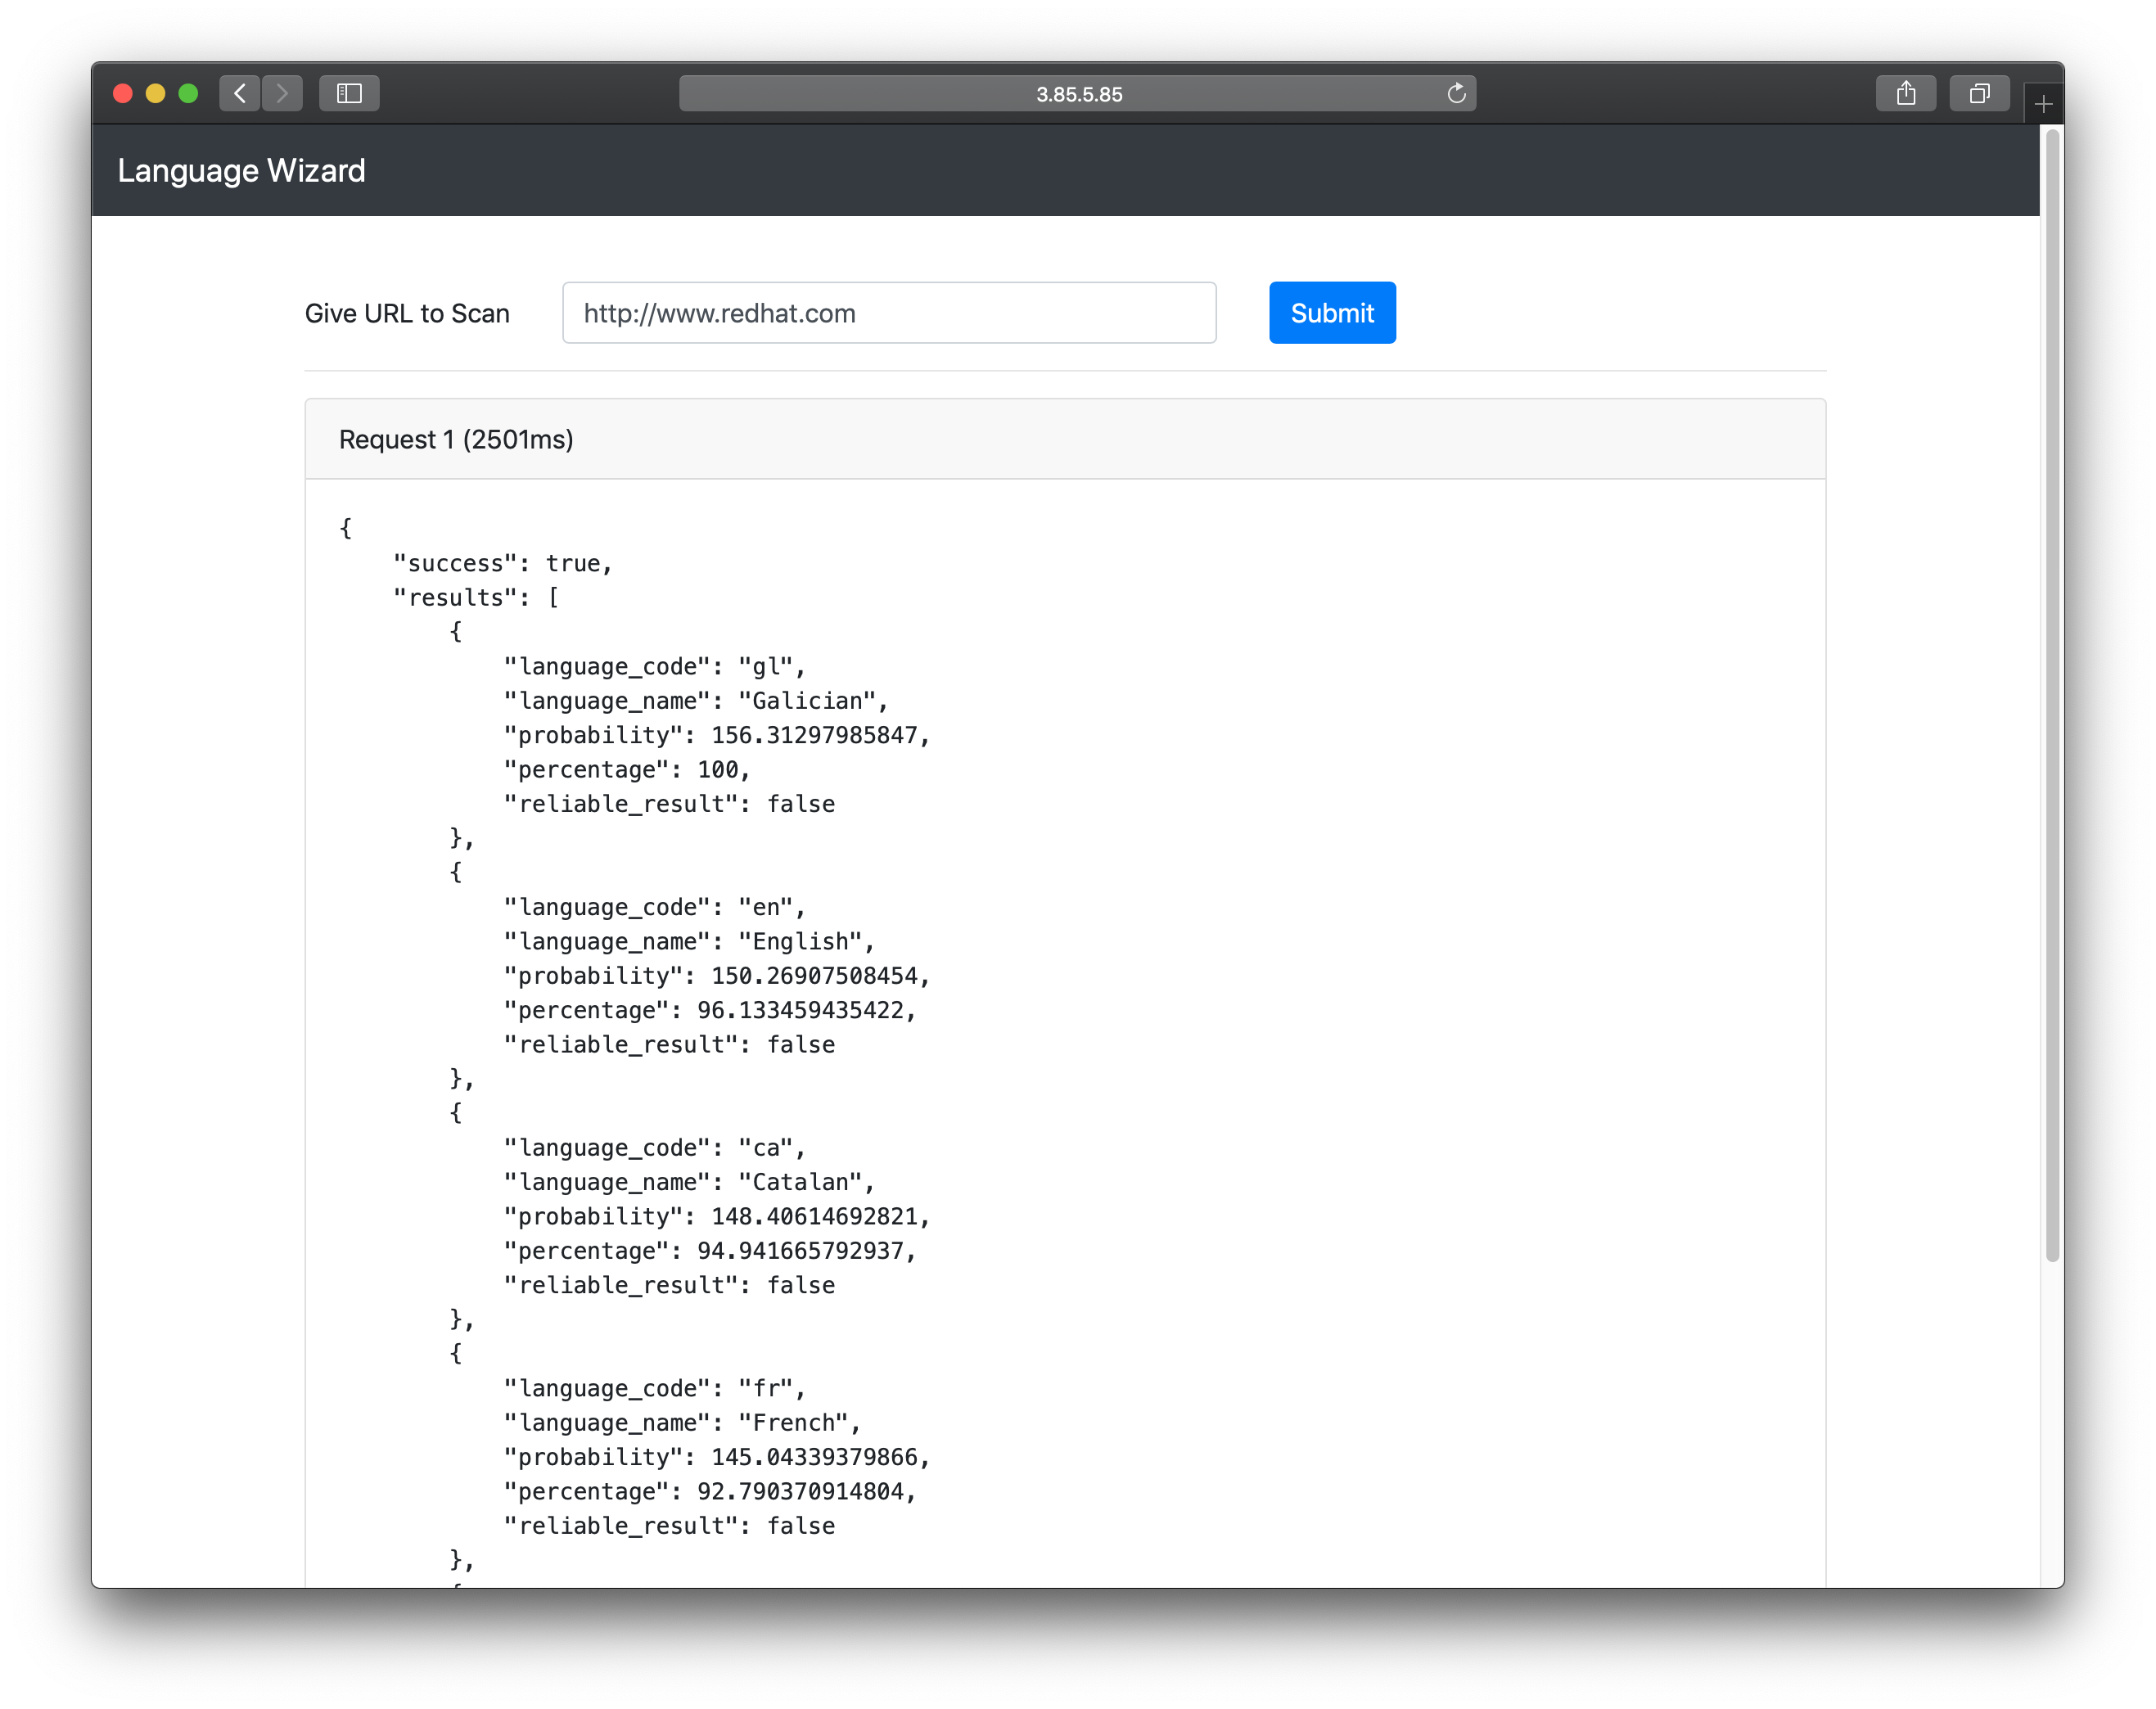 3.85.5.85
Language Wizard
Give URL to Scan http://www.redhat.com Submit
Request 1 (2501ms)
{
    "success": true,
    "results": [
        {
            "language_code": "gl",
            "language_name": "Galician",
            "probability": 156.31297985847,
            "percentage": 100,
            "reliable_result": false
        },
        {
            "language_code": "en",
            "language_name": "English",
            "probability": 150.26907508454,
            "percentage": 96.133459435422,
            "reliable_result": false
        },
        {
            "language_code": "ca",
            "language_name": "Catalan",
            "probability": 148.40614692821,
            "percentage": 94.941665792937,
            "reliable_result": false
        },
        {
            "language_code": "fr",
            "language_name": "French",
            "probability": 145.04339379866,
            "percentage": 92.790370914804,
            "reliable_result": false
        },